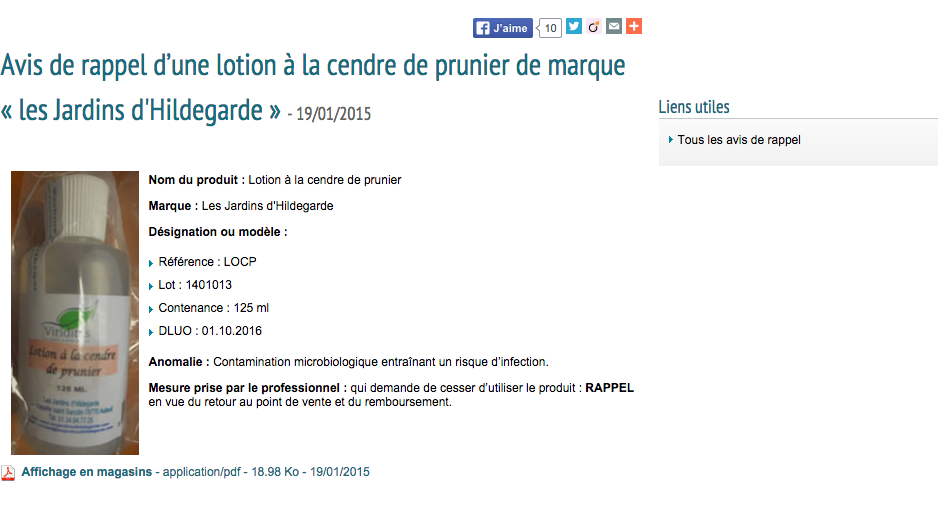 J'aime
10
Avis de rappel d'une lotion à la cendre de prunier de marque
« les Jardins d'Hildegarde » - 19/01/2015
Liens utiles
Tous les avis de rappel
Nom du produit : Lotion à la cendre de prunier
Marque : Les Jardins d'Hildegarde
Désignation ou modèle :
Référence : LOCP
Lot : 1401013
Contenance : 125 ml
DLUO : 01.10.2016
Anomalie : Contamination microbiologique entraînant un risque d'infection.
Mesure prise par le professionnel : qui demande de cesser d'utiliser le produit : RAPPEL
en vue du retour au point de vente et du remboursement.
Lotion à la cendre
de prunier
125 ML
Les Jardins d'Hildegarde
Affichage en magasins - application/pdf - 18.98 Ko - 19/01/2015